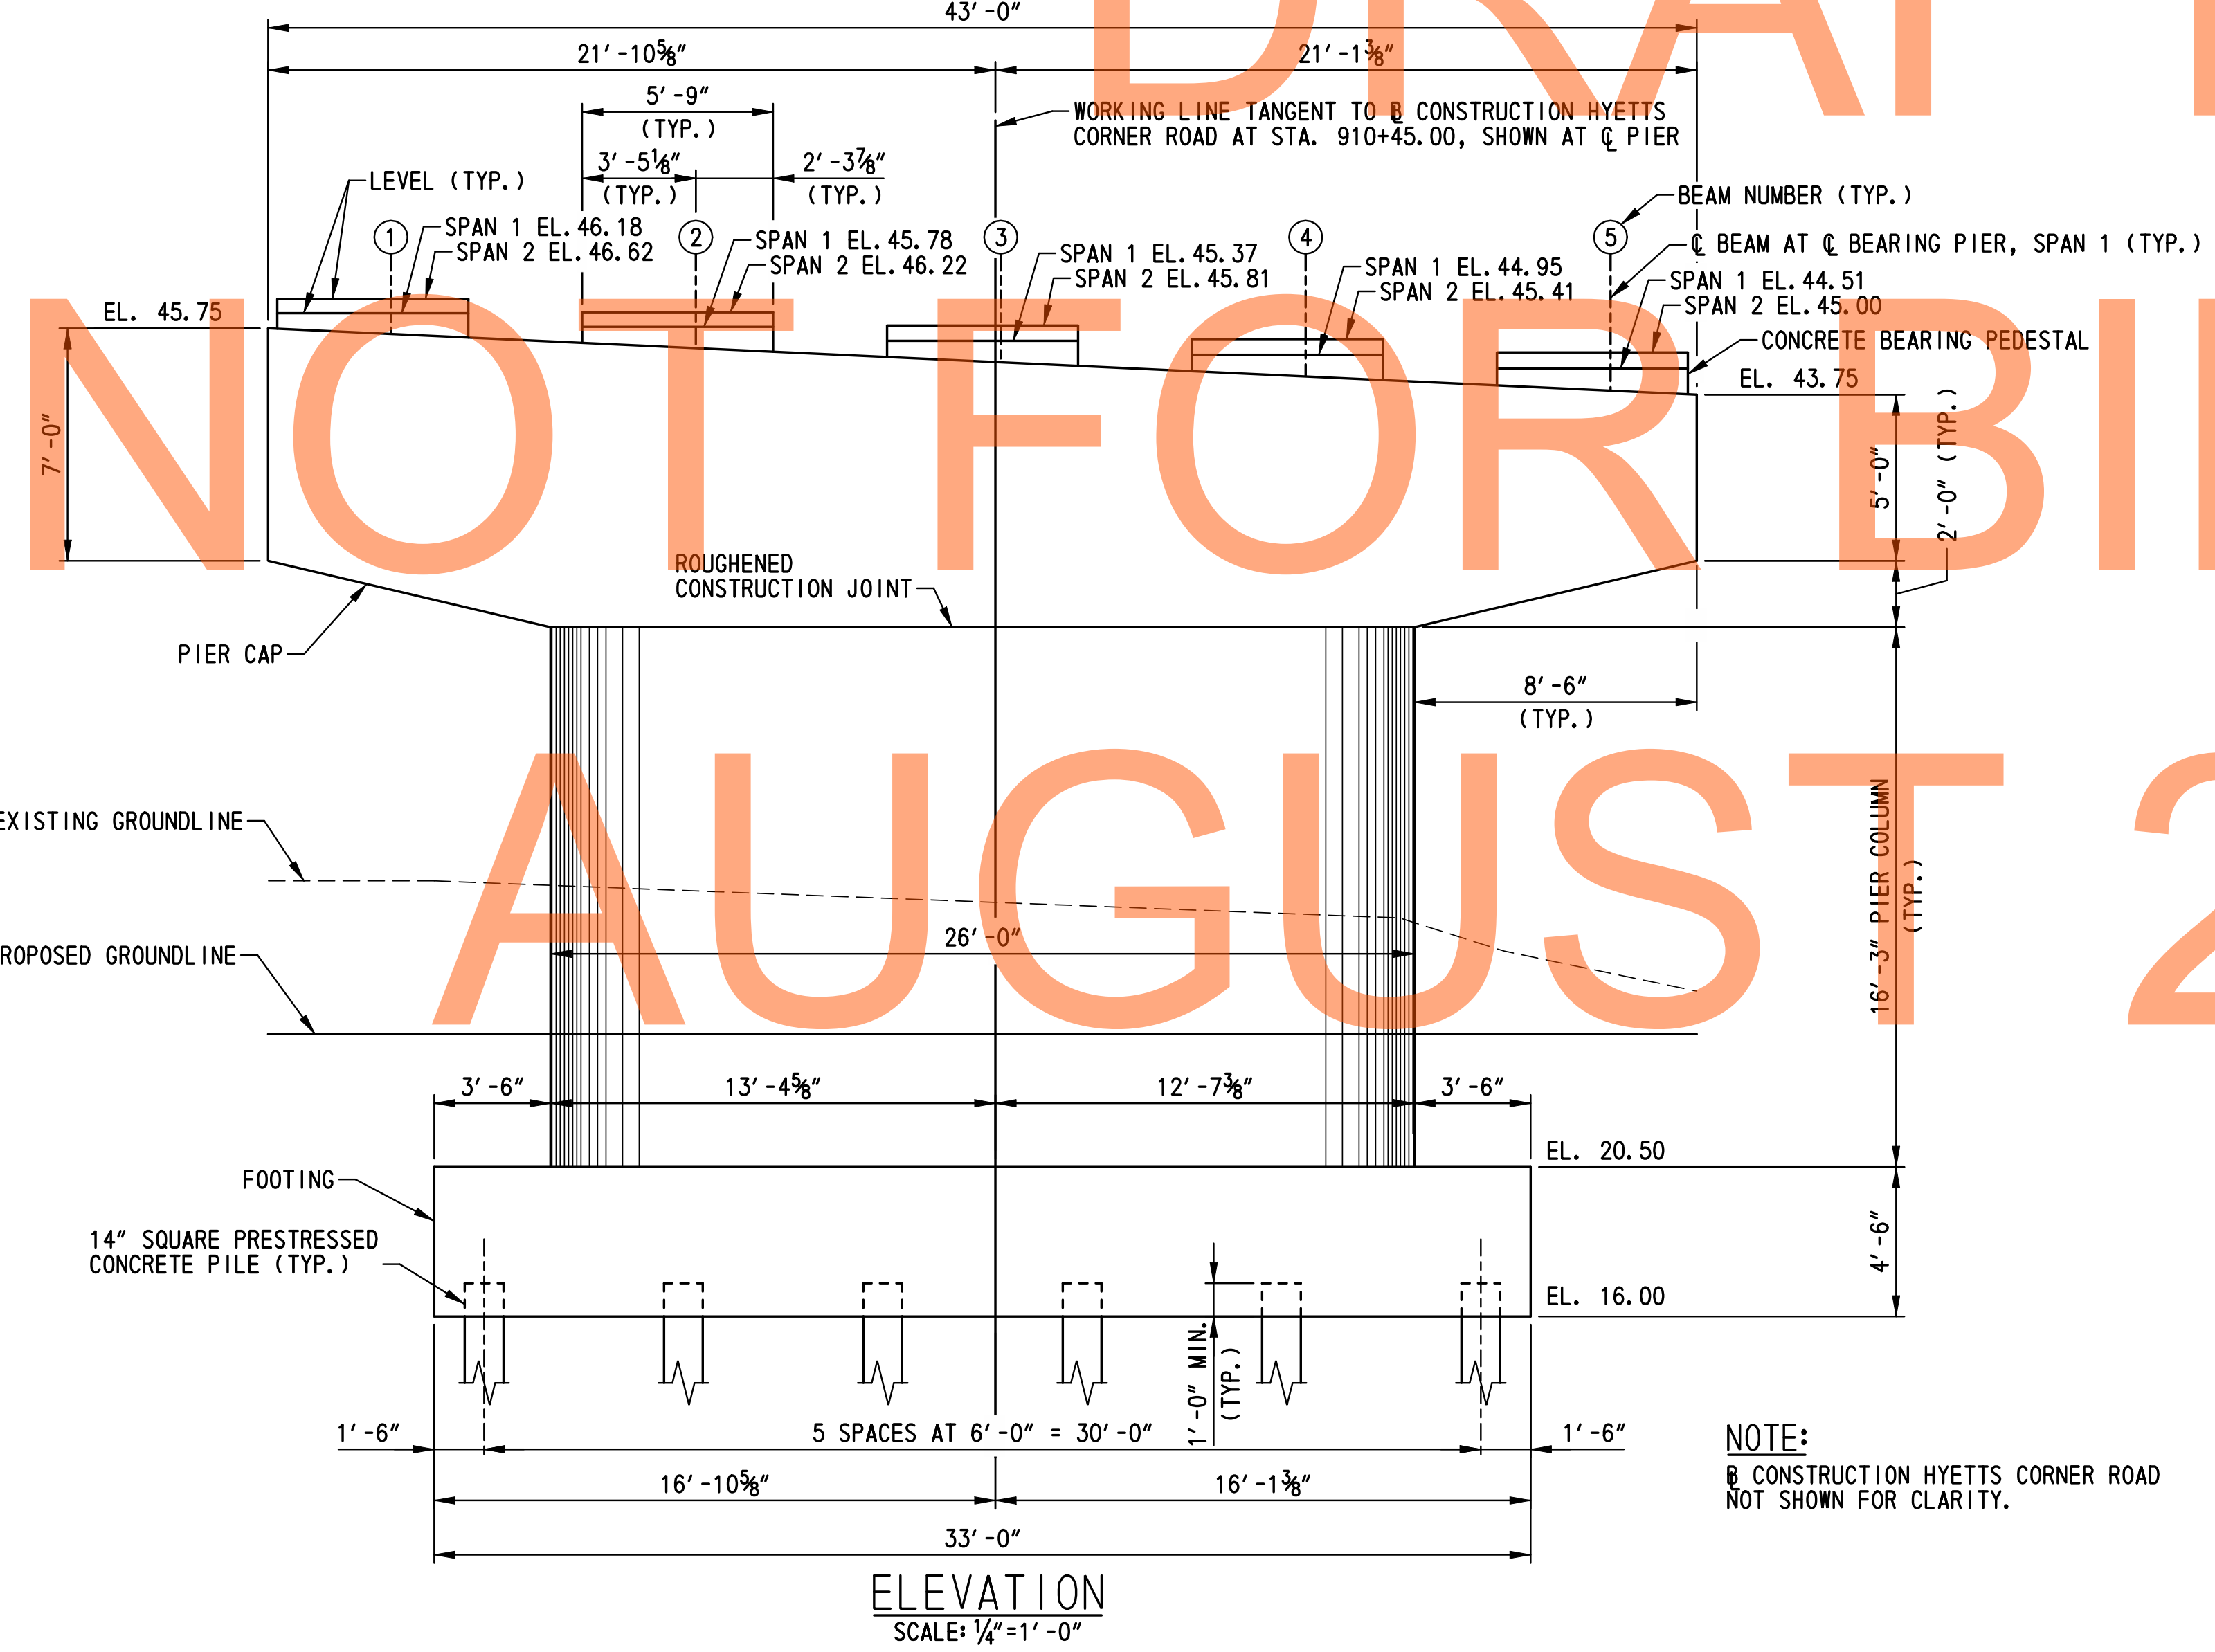 43'-0"
21'-10⅝"
21'-1⅜"
5'-9"
(TYP.)
WORKING LINE TANGENT TO ℄ CONSTRUCTION HYETTS
CORNER ROAD AT STA. 910+45.00, SHOWN AT ℄ PIER
3'-5⅛"
(TYP.)
2'-3⅞"
(TYP.)
LEVEL (TYP.)
BEAM NUMBER (TYP.)
1
2
3
4
5
SPAN 1 EL. 46.18
SPAN 2 EL. 46.62
SPAN 1 EL. 45.78
SPAN 2 EL. 46.22
SPAN 1 EL. 45.37
SPAN 2 EL. 45.81
SPAN 1 EL. 44.95
SPAN 2 EL. 45.41
℄ BEAM AT ℄ BEARING PIER, SPAN 1 (TYP.)
SPAN 1 EL. 44.51
SPAN 2 EL. 45.00
CONCRETE BEARING PEDESTAL
EL. 45.75
EL. 43.75
7'-0"
5'-0"
2'-0" (TYP.)
NOT FOR
ROUGHENED
CONSTRUCTION JOINT
PIER CAP
8'-6"
(TYP.)
16'-3" PIER COLUMN
(TYP.)
EXISTING GROUNDLINE
AUGUST
26'-0"
ROPOSED GROUNDLINE
3'-6"
13'-4⅝"
12'-7⅜"
3'-6"
EL. 20.50
FOOTING
14" SQUARE PRESTRESSED
CONCRETE PILE (TYP.)
4'-6"
EL. 16.00
1'-0" MIN.
(TYP.)
1'-6"
5 SPACES AT 6'-0" = 30'-0"
1'-6"
16'-10⅝"
16'-1⅜"
33'-0"
NOTE:
℄ CONSTRUCTION HYETTS CORNER ROAD
NOT SHOWN FOR CLARITY.
ELEVATION
SCALE: ¼"=1'-0"